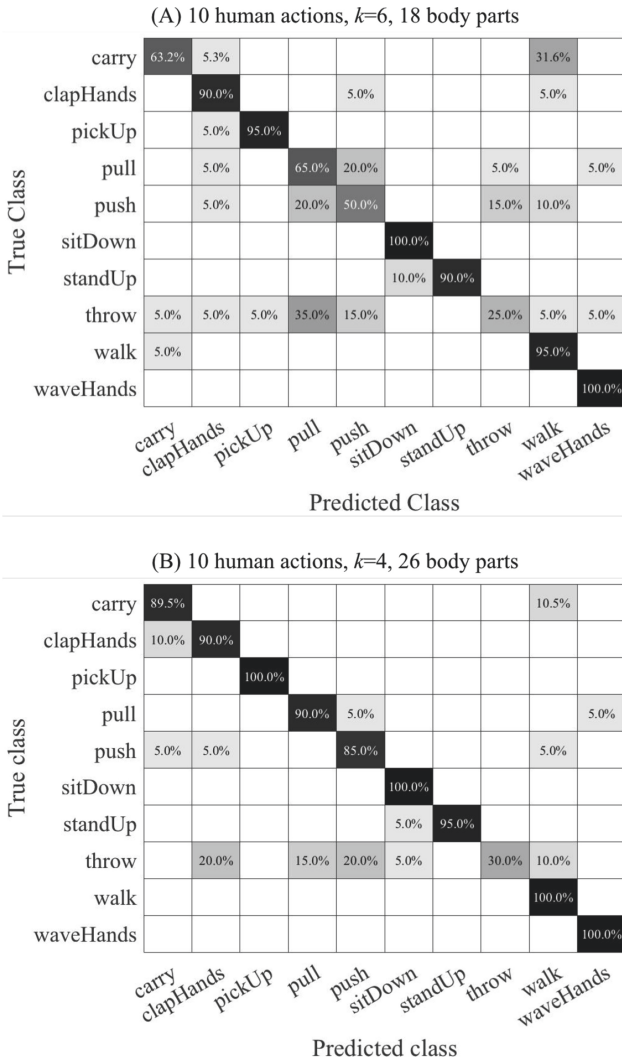 (A) 10 human actions, k=6, 18 body parts
True Class
carry 63.2% 5.3% 31.6%
clapHands 90.0% 5.0% 5.0%
pickUp 5.0% 95.0%
pull 5.0% 65.0% 20.0% 5.0% 5.0%
push 5.0% 20.0% 50.0% 15.0% 10.0%
sitDown 100.0%
standUp 10.0% 90.0%
throw 5.0% 5.0% 5.0% 35.0% 15.0% 25.0% 5.0% 5.0%
walk 5.0% 95.0%
waveHands 100.0%
carry clapHands pickUp pull push sitDown standUp throw walk waveHands
Predicted Class
(B) 10 human actions, k=4, 26 body parts
True class
carry 89.5% 10.5%
clapHands 10.0% 90.0%
pickUp 100.0%
pull 90.0% 5.0% 5.0%
push 5.0% 5.0% 85.0% 5.0%
sitDown 100.0%
standUp 5.0% 95.0%
throw 20.0% 15.0% 20.0% 5.0% 30.0% 10.0%
walk 100.0%
waveHands 100.0%
carry clapHands pickUp pull push sitDown standUp throw walk waveHands
Predicted class